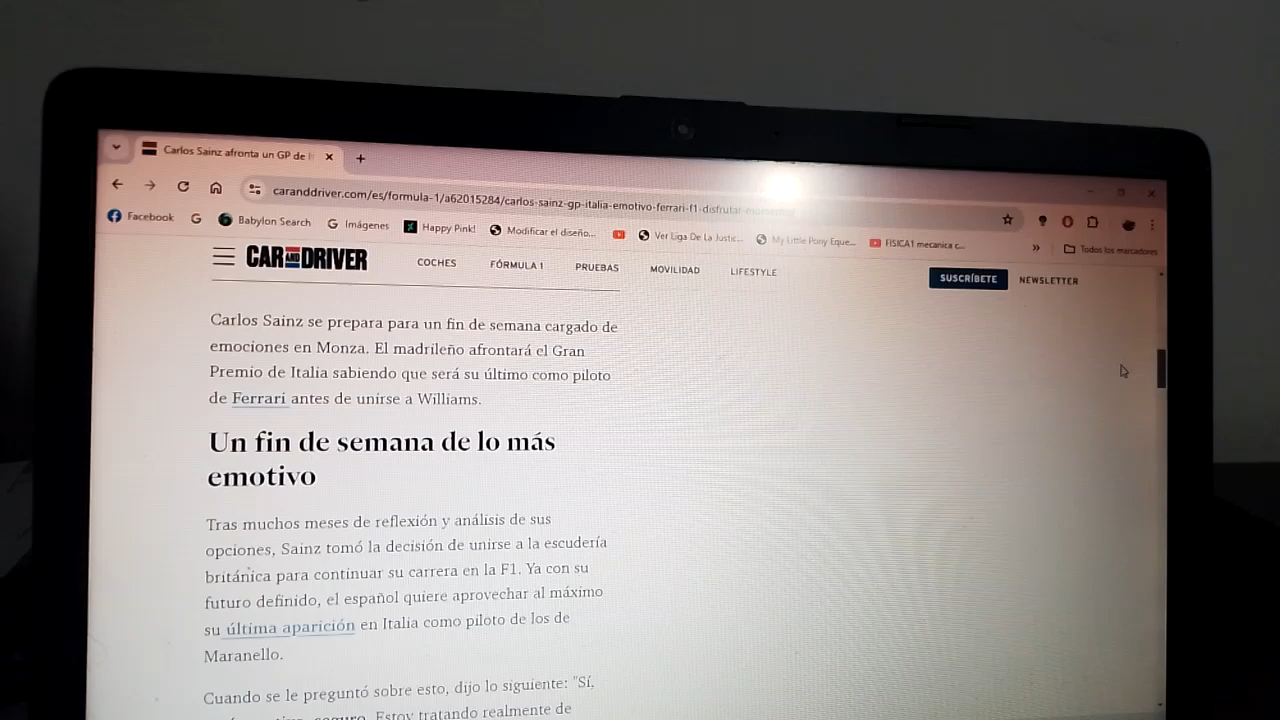 Carlos Sainz afronta un GP de I
caranddriver.com/es/formula-1/a62015284/carlos-sainz-gp-italia-emotivo-ferrari-f1-disfrutar-
Facebook
Babylon Search
Imágenes
Happy Pink!
Modificar el diseño...
Ver Liga De La Justic...
My Little Pony Eque...
FISICA1 mecanica c...
»
Todos los marcadores
CAR AND DRIVER
COCHES
FÓRMULA 1
PRUEBAS
MOVILIDAD
LIFESTYLE
SUSCRÍBETE
NEWSLETTER
Carlos Sainz se prepara para un fin de semana cargado de
emociones en Monza. El madrileño afrontará el Gran
Premio de Italia sabiendo que será su último como piloto
de Ferrari antes de unirse a Williams.
Un fin de semana de lo más
emotivo
Tras muchos meses de reflexión y análisis de sus
opciones, Sainz tomó la decisión de unirse a la escudería
británica para continuar su carrera en la F1. Ya con su
futuro definido, el español quiere aprovechar al máximo
su última aparición en Italia como piloto de los de
Maranello.
Cuando se le preguntó sobre esto, dijo lo siguiente: "Sí,
seguro. Estoy tratando realmente de